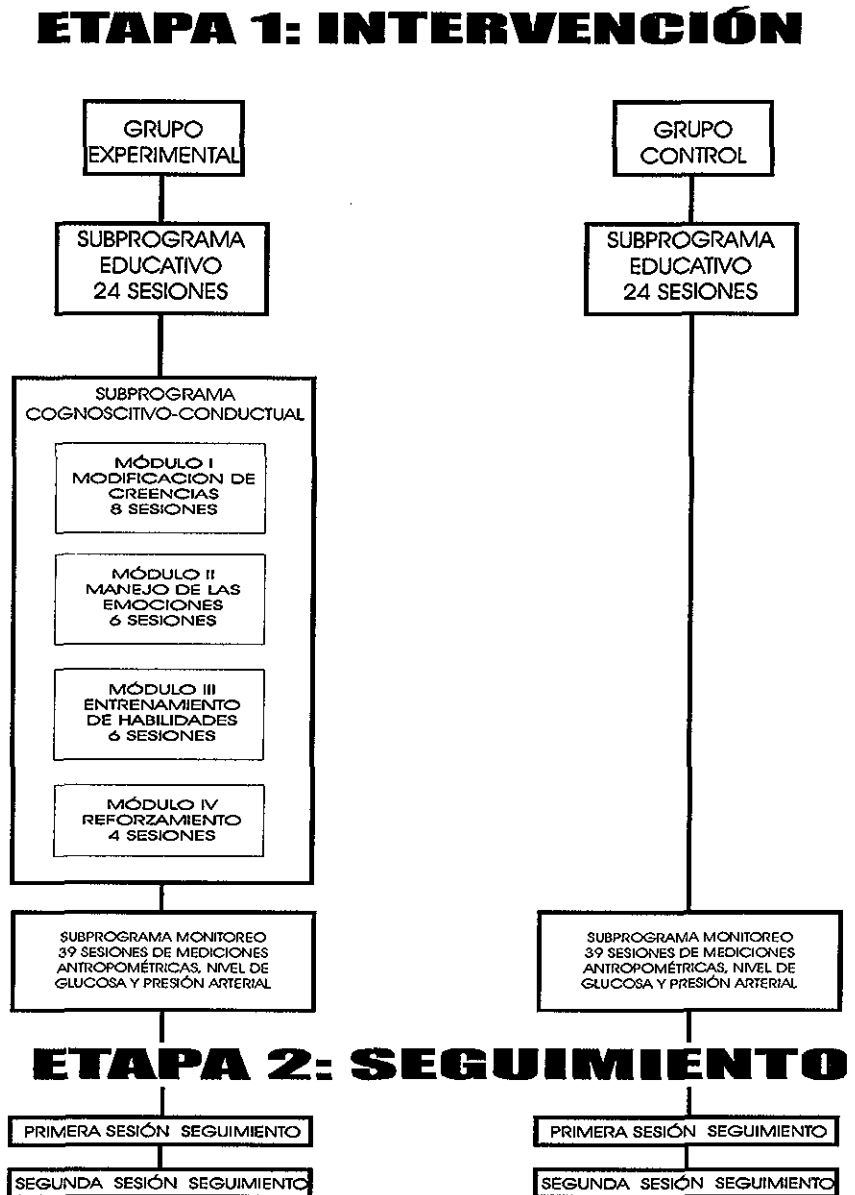 ETAPA 1: INTERVENCIÓN
GRUPO
EXPERIMENTAL
SUBPROGRAMA
EDUCATIVO
24 SESIONES
SUBPROGRAMA
COGNOSCITIVO-CONDUCTUAL
MÓDULO I
MODIFICACION DE
CREENCIAS
8 SESIONES
MÓDULO II
MANEJO DE LAS
EMOCIONES
6 SESIONES
MÓDULO III
ENTRENAMIENTO
DE HABILIDADES
6 SESIONES
MÓDULO IV
REFORZAMIENTO
4 SESIONES
SUBPROGRAMA MONITOREO
39 SESIONES DE MEDICIONES
ANTROPOMÉTRICAS, NIVEL DE
GLUCOSA Y PRESIÓN ARTERIAL
GRUPO
CONTROL
SUBPROGRAMA
EDUCATIVO
24 SESIONES
SUBPROGRAMA MONITOREO
39 SESIONES DE MEDICIONES
ANTROPOMÉTRICAS, NIVEL DE
GLUCOSA Y PRESIÓN ARTERIAL
ETAPA 2: SEGUIMIENTO
PRIMERA SESIÓN SEGUIMIENTO
SEGUNDA SESIÓN SEGUIMIENTO
PRIMERA SESIÓN SEGUIMIENTO
SEGUNDA SESIÓN SEGUIMIENTO